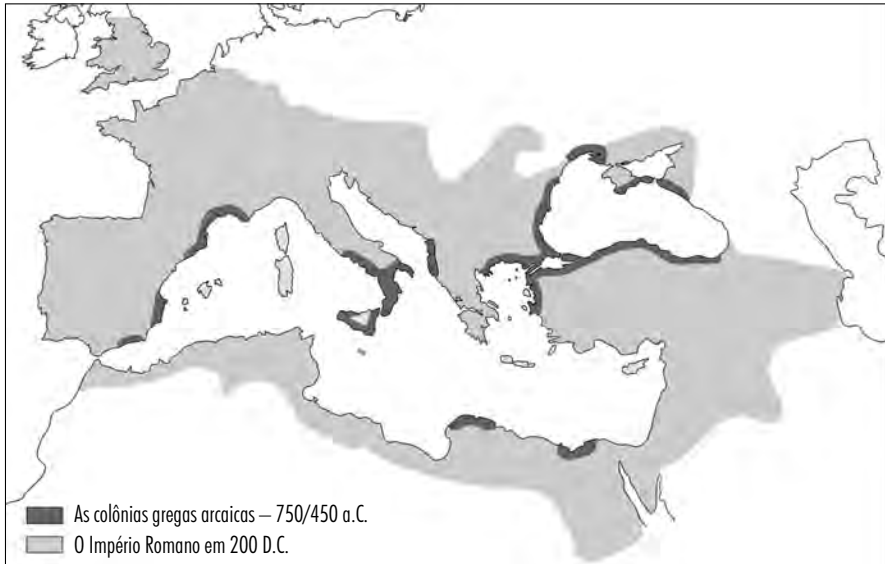 As colônias gregas arcaicas – 750/450 a.C.
O Império Romano em 200 D.C.